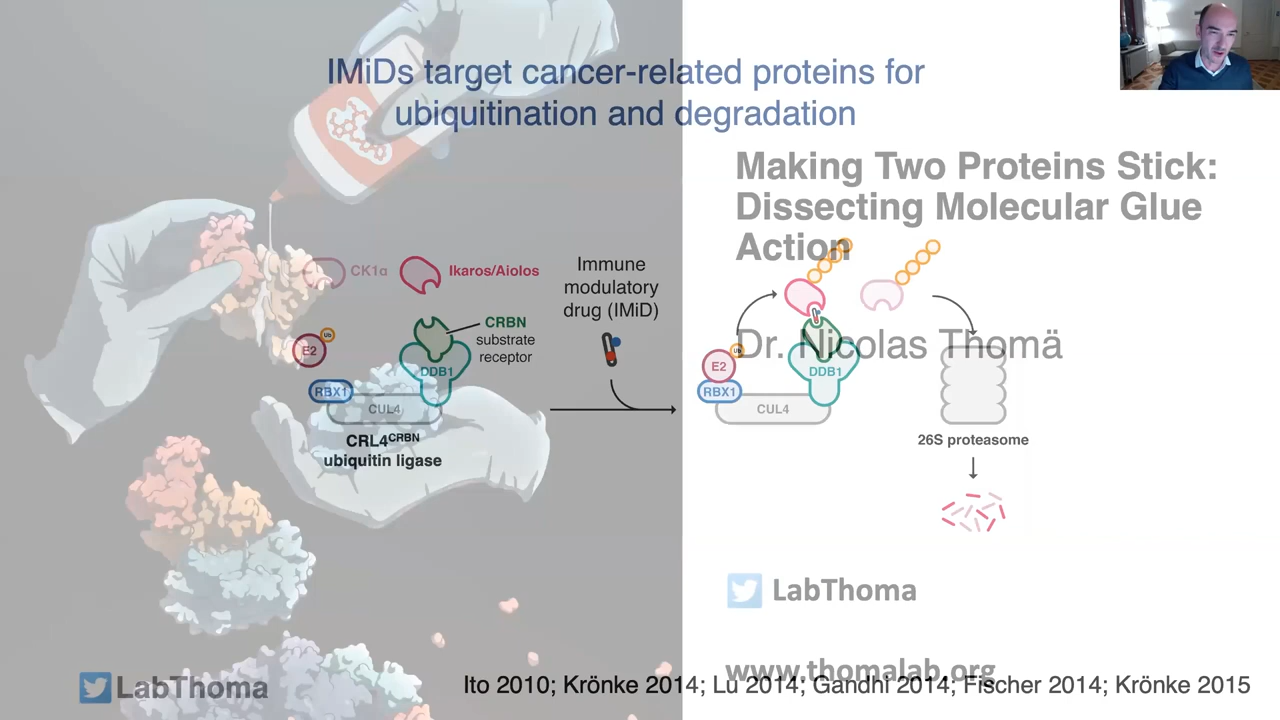 IMiDs target cancer-related proteins for
ubiquitination and degradation
Making Two Proteins Stick:
Dissecting Molecular Glue
Action
CK1α
Ikaros/Aiolos
Immune
modulatory
drug (IMiD)
CRBN
substrate
receptor
Ub
E2
DDB1
RBX1
CUL4
CRL4CRBN
ubiquitin ligase
Dr. Nicolas Thomä
Ub
E2
DDB1
RBX1
CUL4
26S proteasome
LabThoma
www.thomalab.org
LabThoma
Ito 2010; Krönke 2014; Lu 2014; Gandhi 2014; Fischer 2014; Krönke 2015